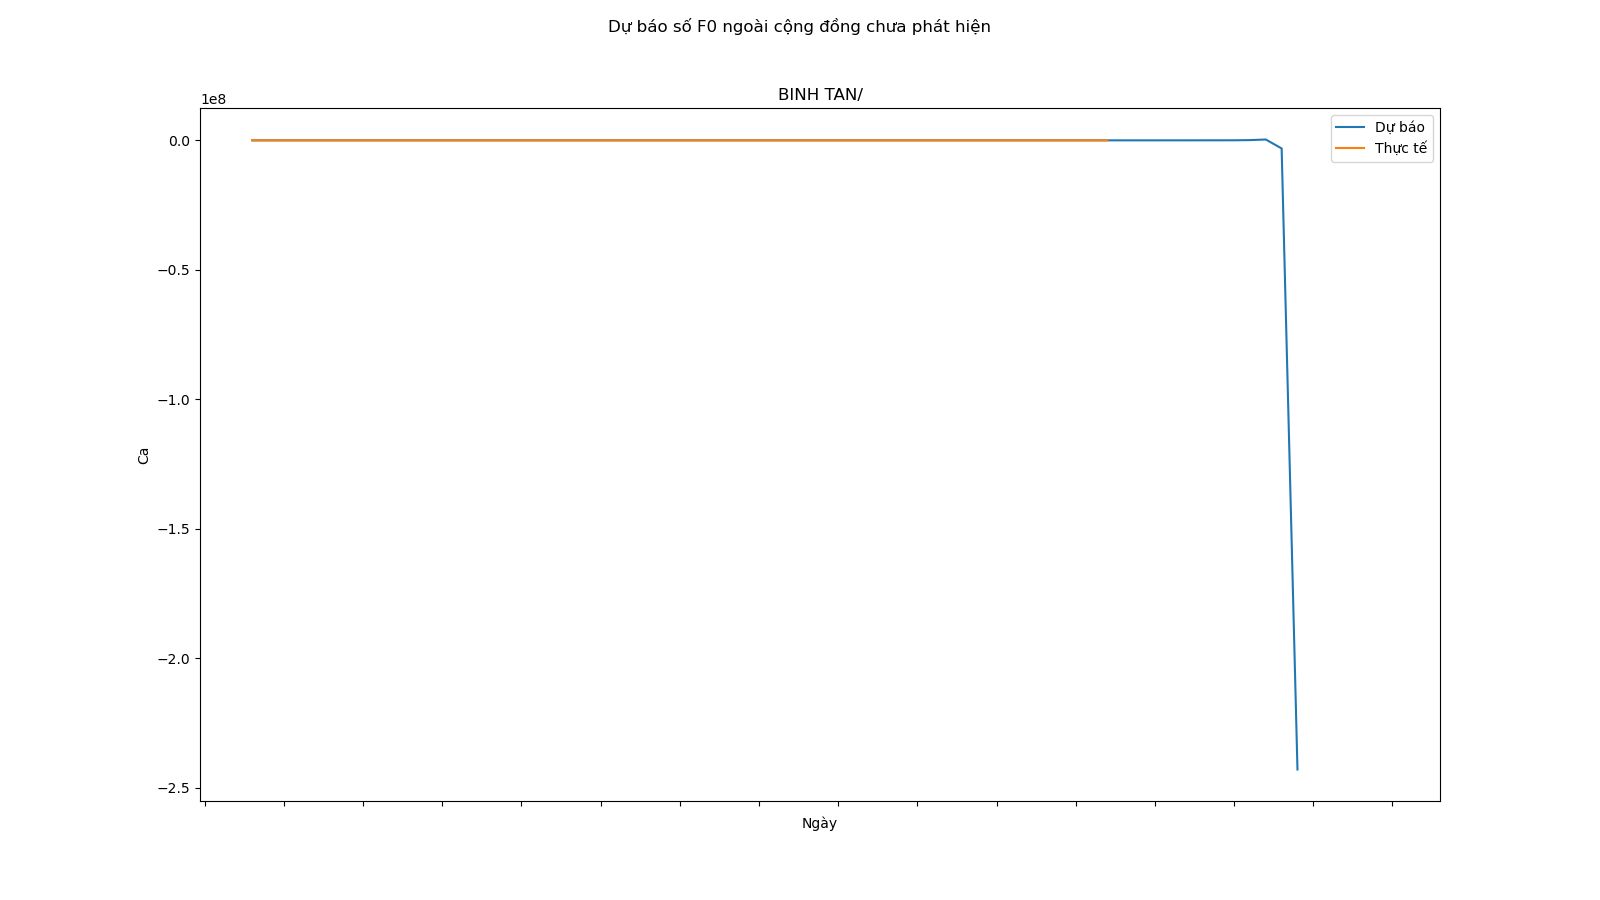 Dự báo số F0 ngoài cộng đồng chưa phát hiện
BINH TAN/
1e8
0.0
−0.5
−1.0
−1.5
−2.0
−2.5
Ca
Ngày
Dự báo
Thực tế